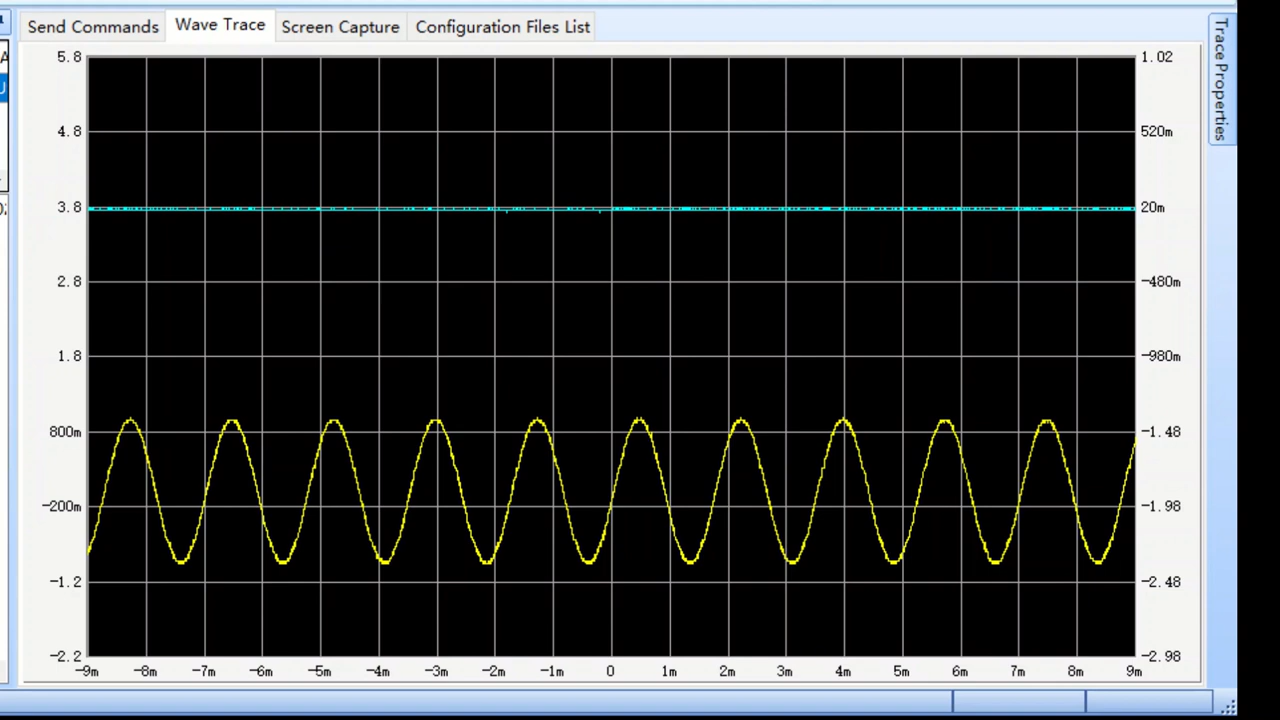 Send Commands
Wave Trace
Screen Capture
Configuration Files List
Trace Properties
5.8
1.02
4.8
520m
3.8
20m
2.8
-480m
1.8
-980m
800m
-1.48
-200m
-1.98
-1.2
-2.48
-2.2
-2.98
-9m -8m -7m -6m -5m -4m -3m -2m -1m 0 1m 2m 3m 4m 5m 6m 7m 8m 9m